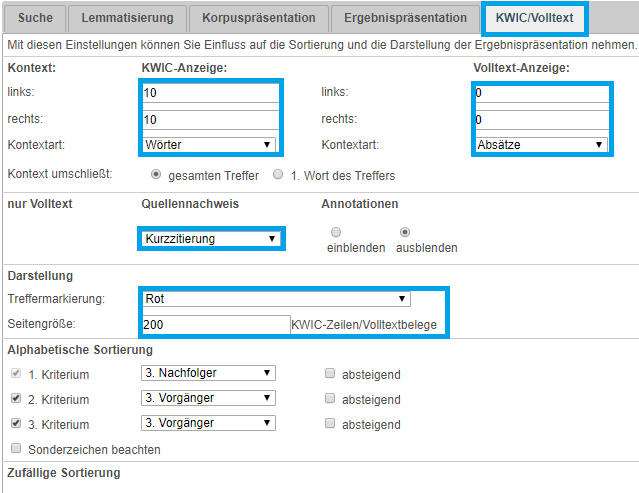 Suche Lemmatisierung Korpuspräsentation Ergebnispräsentation KWIC/Volltext
Mit diesen Einstellungen können Sie Einfluss auf die Sortierung und die Darstellung der Ergebnispräsentation nehmen.
Kontext: KWIC-Anzeige: Volltext-Anzeige:
links: 10 links: 0
rechts: 10 rechts: 0
Kontextart: Wörter Kontextart: Absätze
Kontext umschließt: gesamten Treffer 1. Wort des Treffers
nur Volltext Quellennachweis Annotationen
Kurzzitierung einblenden ausblenden
Darstellung
Treffermarkierung: Rot
Seitengröße: 200 KWIC-Zeilen/Volltextbelege
Alphabetische Sortierung
1. Kriterium 3. Nachfolger absteigend
2. Kriterium 3. Vorgänger absteigend
3. Kriterium 3. Vorgänger absteigend
Sonderzeichen beachten
Zufällige Sortierung